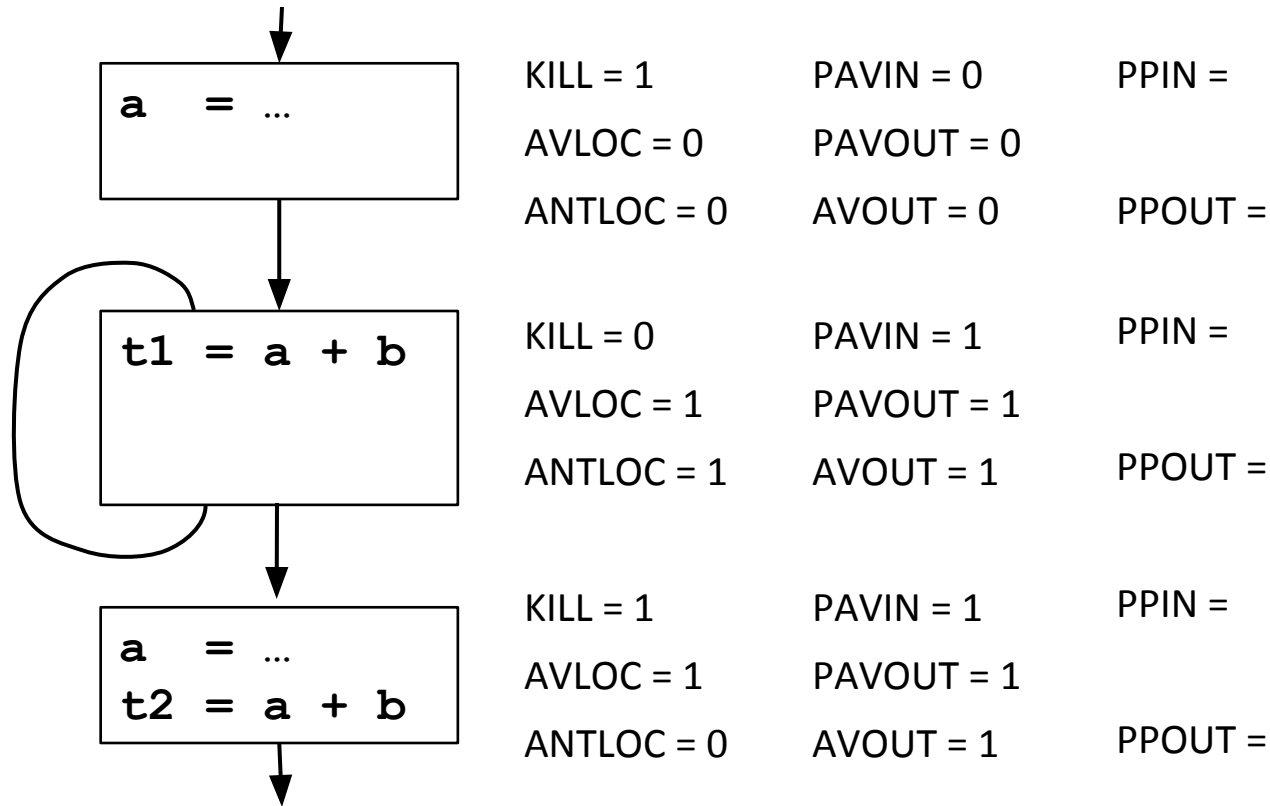 a = …
KILL = 1 PAVIN = 0 PPIN =
AVLOC = 0 PAVOUT = 0
ANTLOC = 0 AVOUT = 0 PPOUT =
t1 = a + b
KILL = 0 PAVIN = 1 PPIN =
AVLOC = 1 PAVOUT = 1
ANTLOC = 1 AVOUT = 1 PPOUT =
a = …
t2 = a + b
KILL = 1 PAVIN = 1 PPIN =
AVLOC = 1 PAVOUT = 1
ANTLOC = 0 AVOUT = 1 PPOUT =